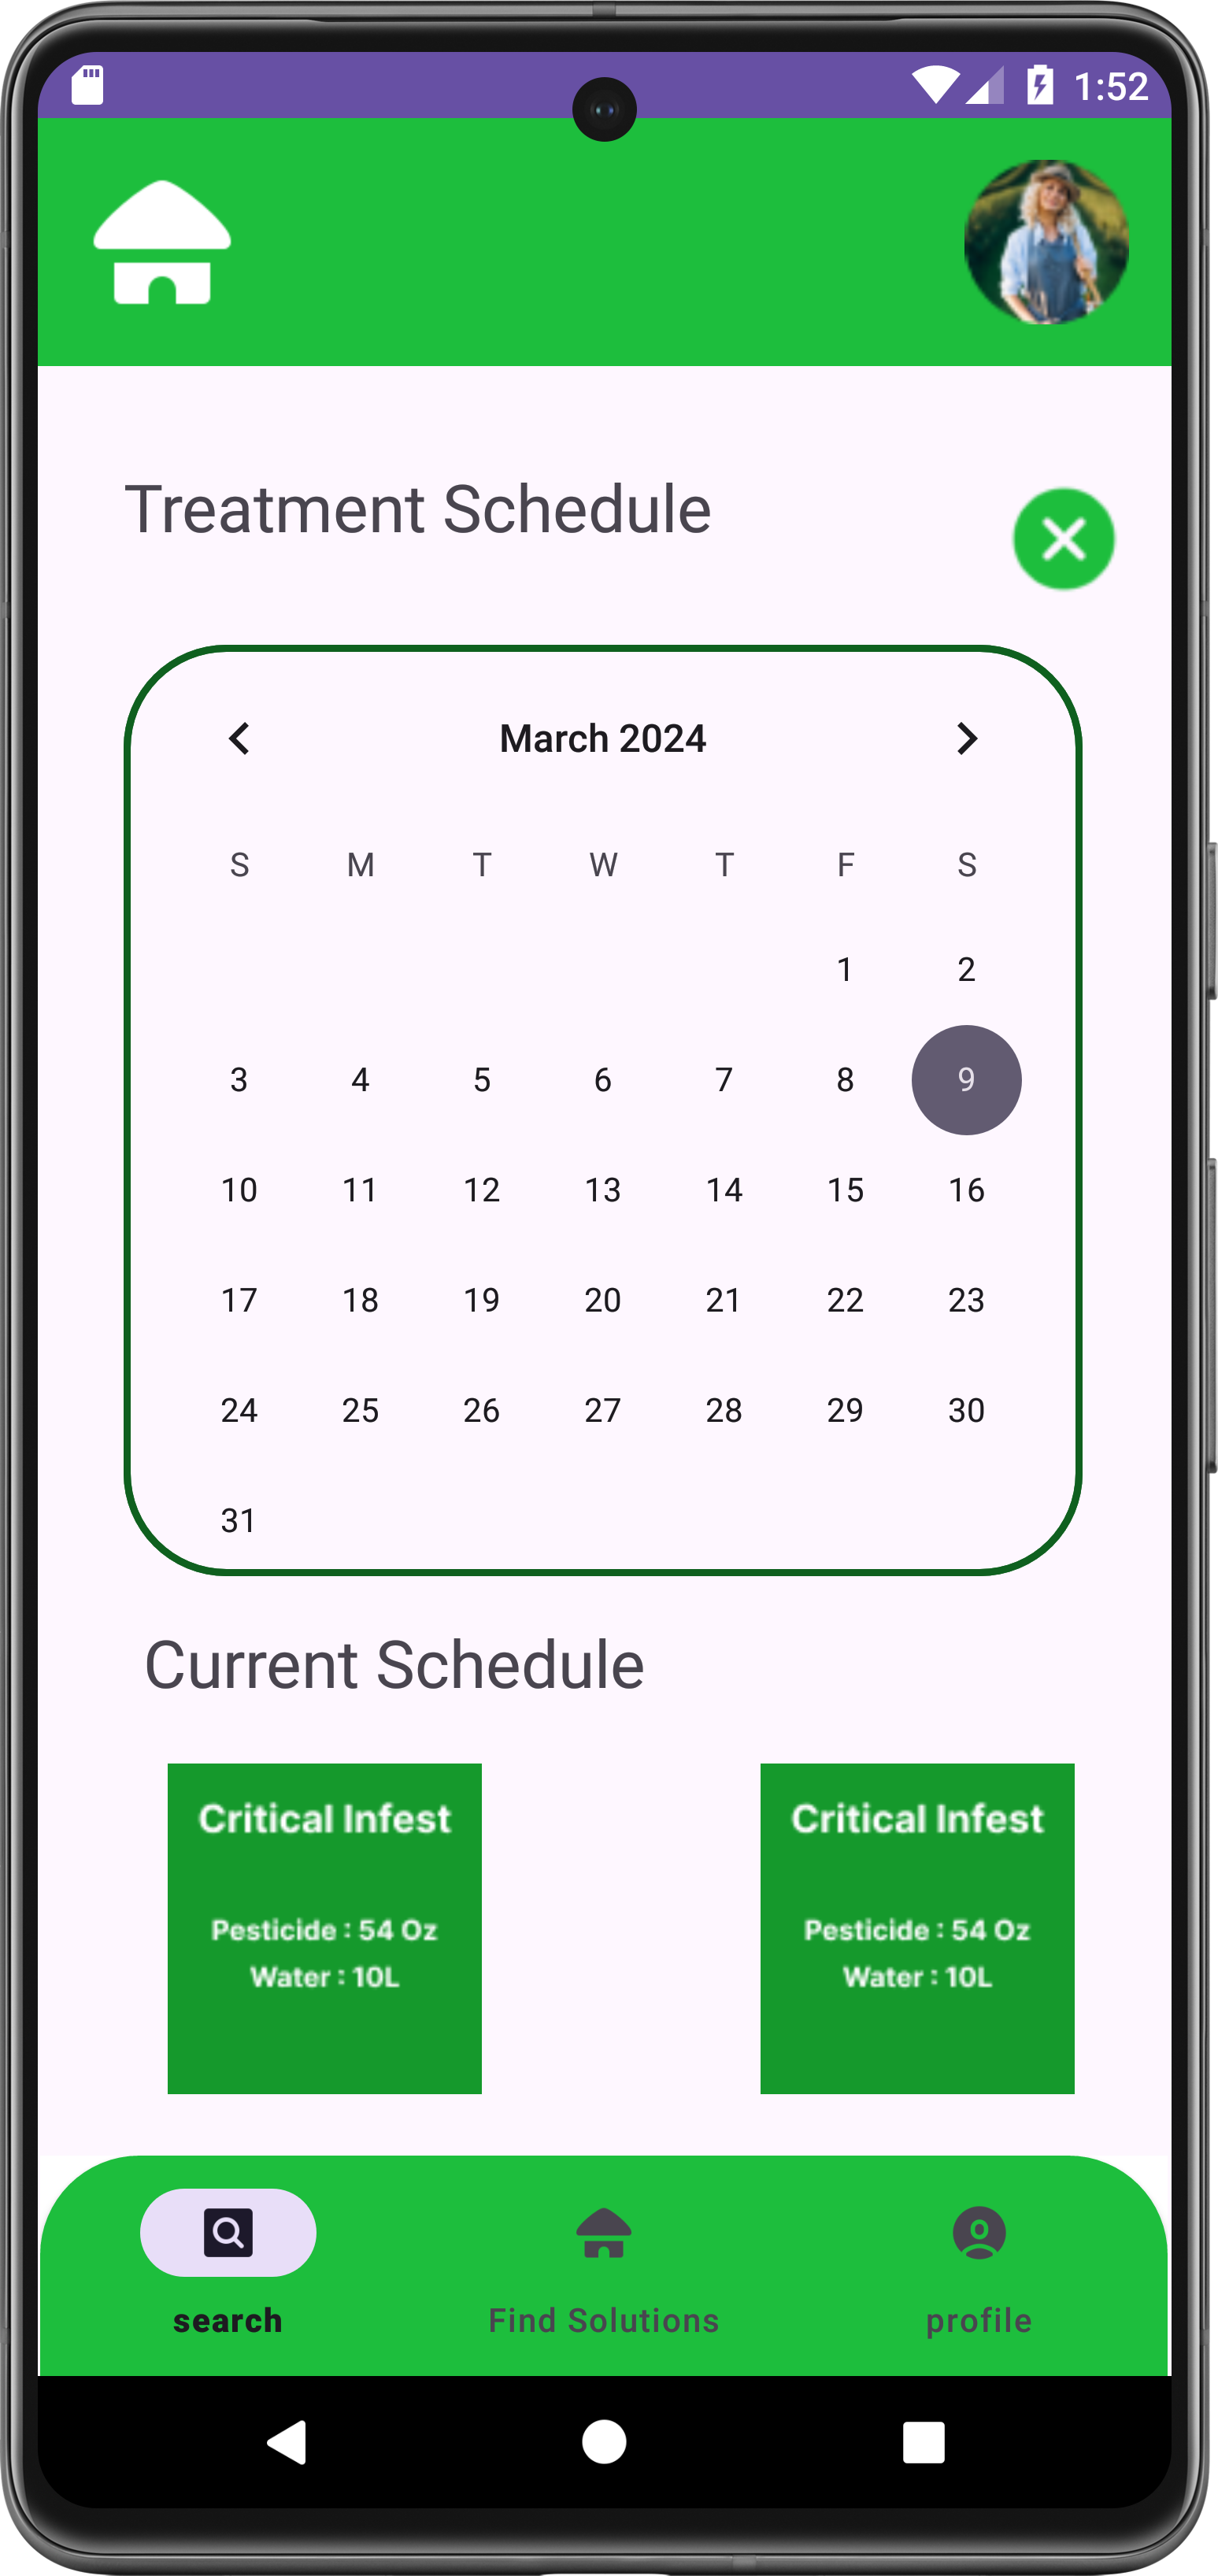 1:52
Treatment Schedule
March 2024
S M T W T F S
1 2
3 4 5 6 7 8 9
10 11 12 13 14 15 16
17 18 19 20 21 22 23
24 25 26 27 28 29 30
31
Current Schedule
Critical Infest
Pesticide : 54 Oz
Water : 10L
Critical Infest
Pesticide : 54 Oz
Water : 10L
search Find Solutions profile